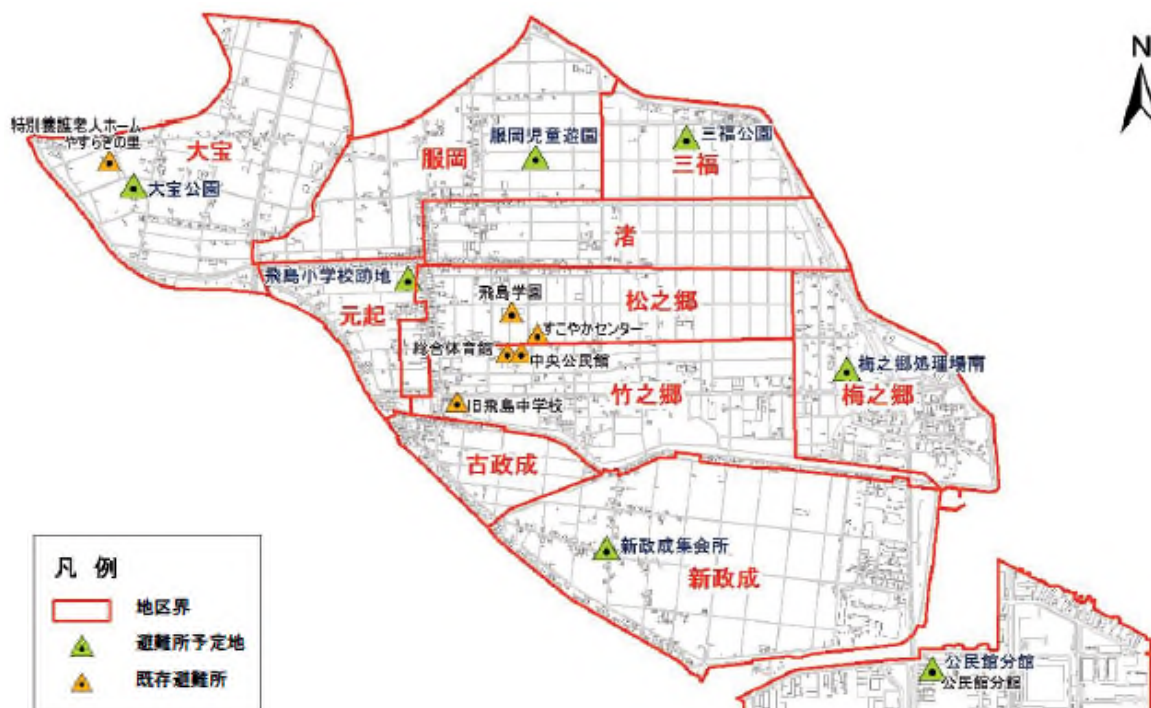 N
特別養護老人ホーム
やすらぎの里
大宝
大宝公園
服岡
服岡児童遊園
三福公園
三福
渚
飛島小学校跡地
元起
飛島学園
松之郷
すこやかセンター
総合体育館
中央公民館
竹之郷
梅之郷処理場南
梅之郷
旧飛島中学校
古政成
新政成集会所
新政成
公民館分館
公民館分館
凡 例
地区界
避難所予定地
既存避難所